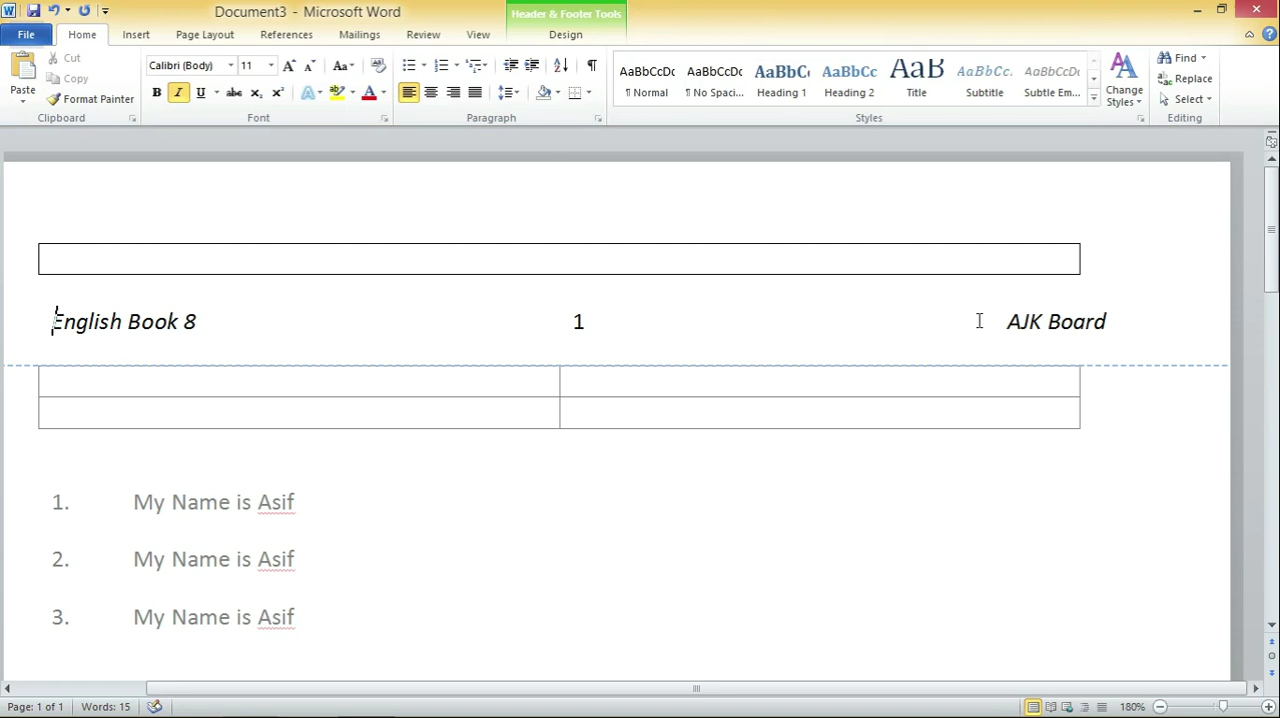 Document3 - Microsoft Word
Header & Footer Tools
File Home Insert Page Layout References Mailings Review View Design
Paste
Cut
Copy
Format Painter
Clipboard
Calibri (Body) 11
Font
Paragraph
AaBbCcDc AaBbCcDc AaBbC AaBbCc AaB AaBbCc. AaBbCcDc
¶ Normal ¶ No Spaci... Heading 1 Heading 2 Title Subtitle Subtle Em...
Styles
Change Styles
Find
Replace
Select
Editing
English Book 8 1 AJK Board
1. My Name is Asif
2. My Name is Asif
3. My Name is Asif
Page: 1 of 1 Words: 15 180%